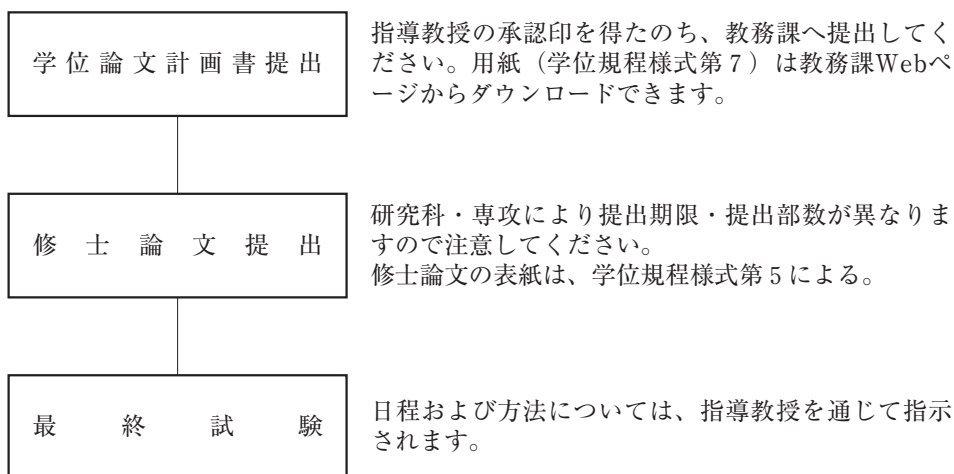 学位論文計画書提出
指導教授の承認印を得たのち、教務課へ提出してく
ださい。用紙（学位規程様式第７）は教務課Webペ
ージからダウンロードできます。
修士論文提出
研究科・専攻により提出期限・提出部数が異なりま
すので注意してください。
修士論文の表紙は、学位規程様式第５による。
最終試験
日程および方法については、指導教授を通じて指示
されます。